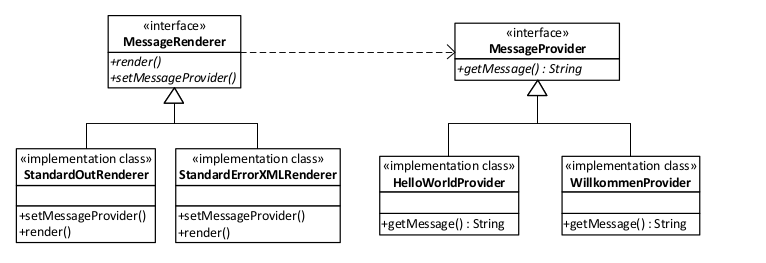 «interface»
MessageRenderer
+render()
+setMessageProvider()
«interface»
MessageProvider
+getMessage() : String
«implementation class»
StandardOutRenderer
+setMessageProvider()
+render()
«implementation class»
StandardErrorXMLRenderer
+setMessageProvider()
+render()
«implementation class»
HelloWorldProvider
+getMessage() : String
«implementation class»
WillkommenProvider
+getMessage() : String